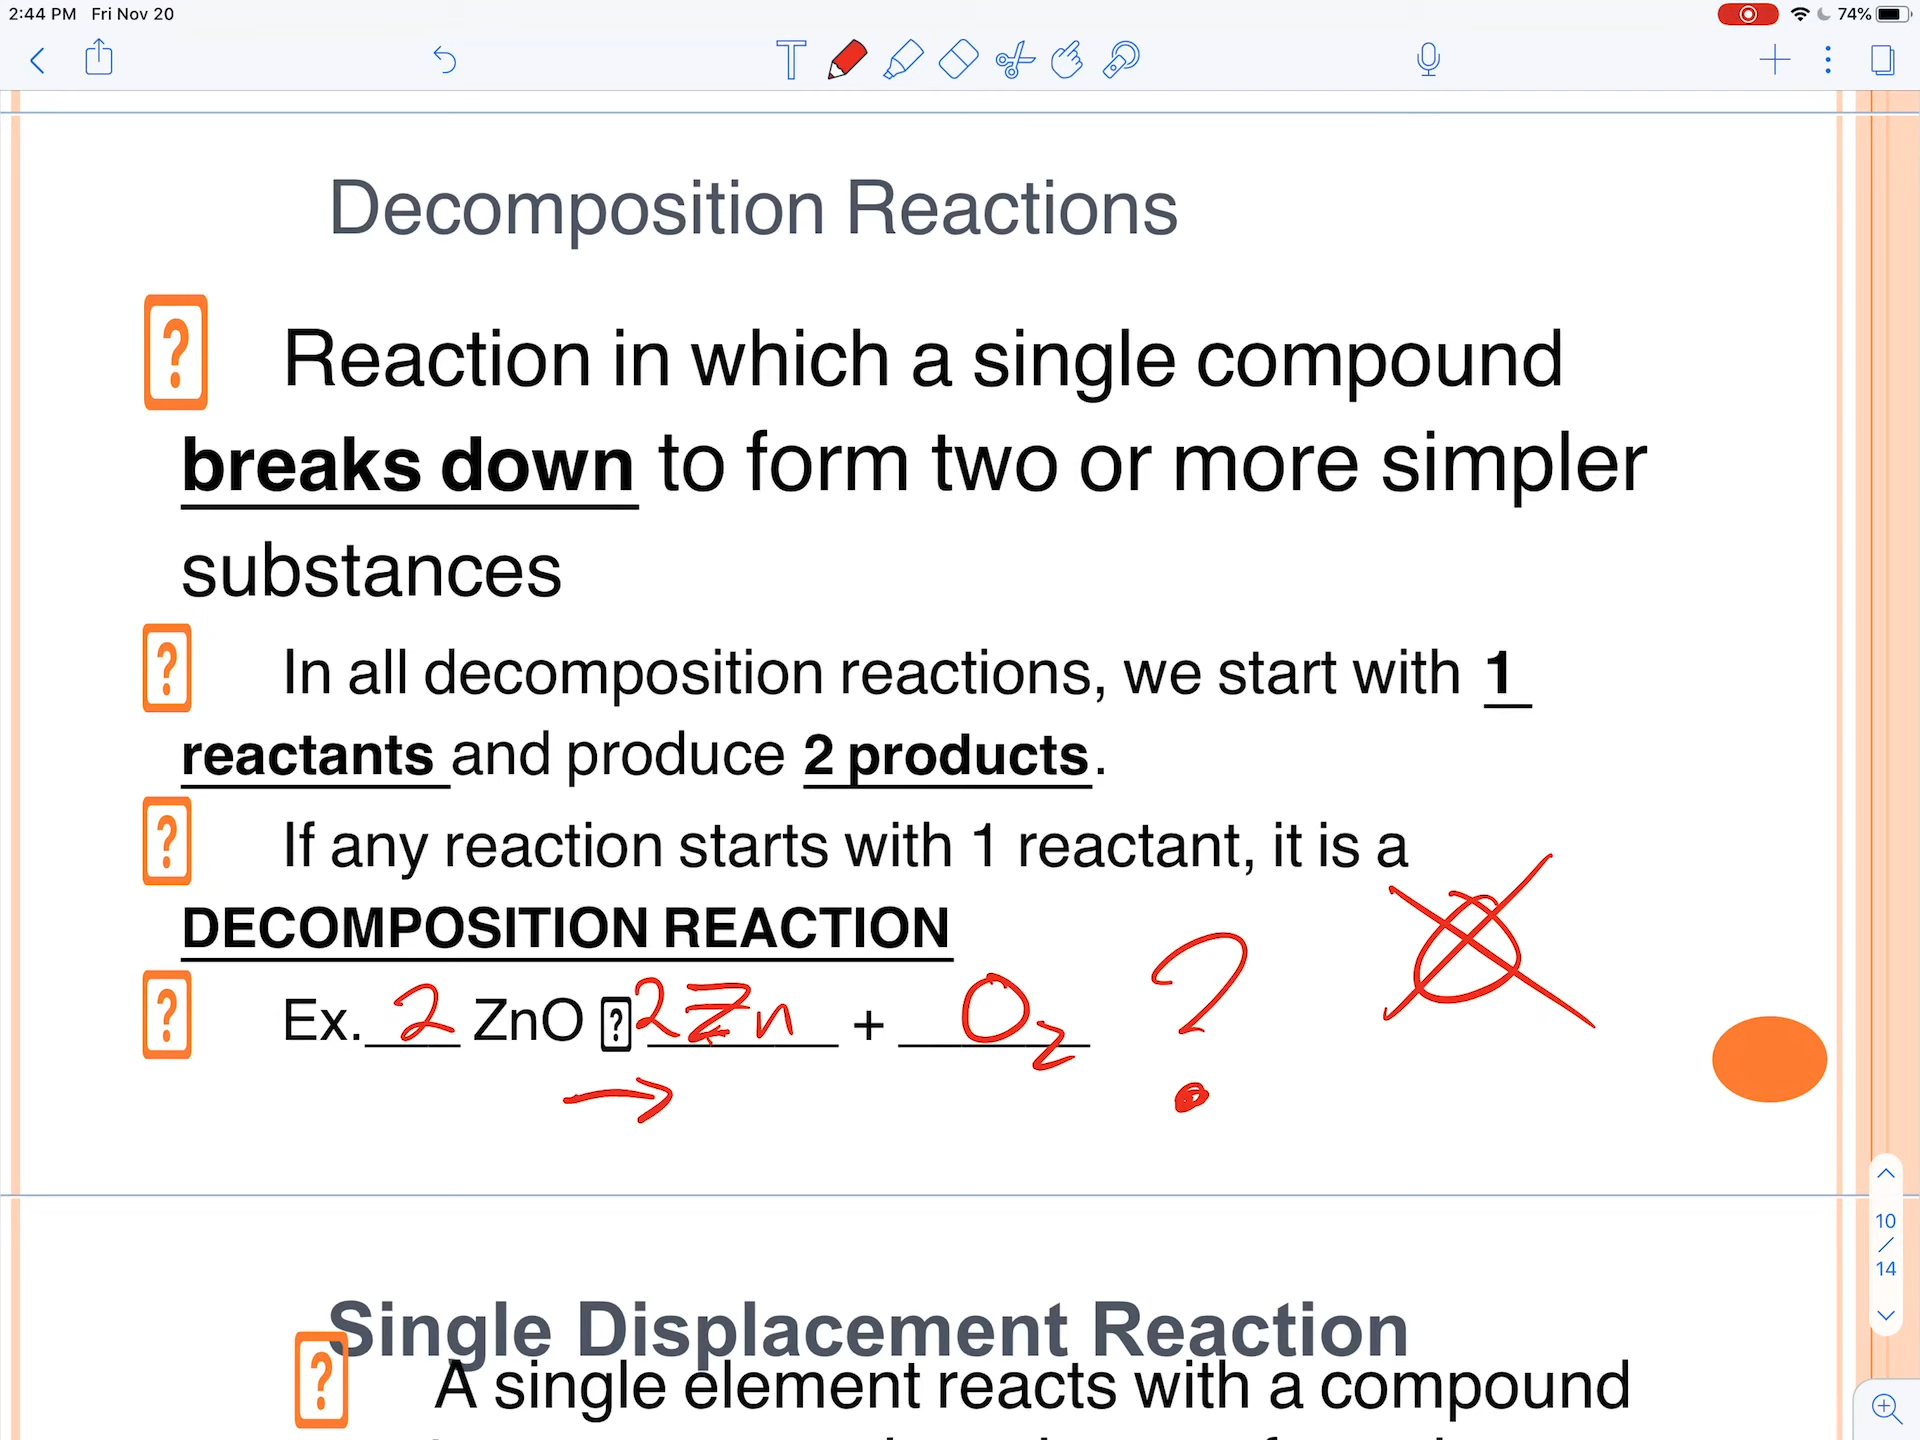 2:44 PM Fri Nov 20
74%
Decomposition Reactions
Reaction in which a single compound
breaks down to form two or more simpler
substances
In all decomposition reactions, we start with 1
reactants and produce 2 products.
If any reaction starts with 1 reactant, it is a
DECOMPOSITION REACTION
Ex. 2 ZnO 2Zn + O₂ ?
→
10
/
14
Single Displacement Reaction
A single element reacts with a compound